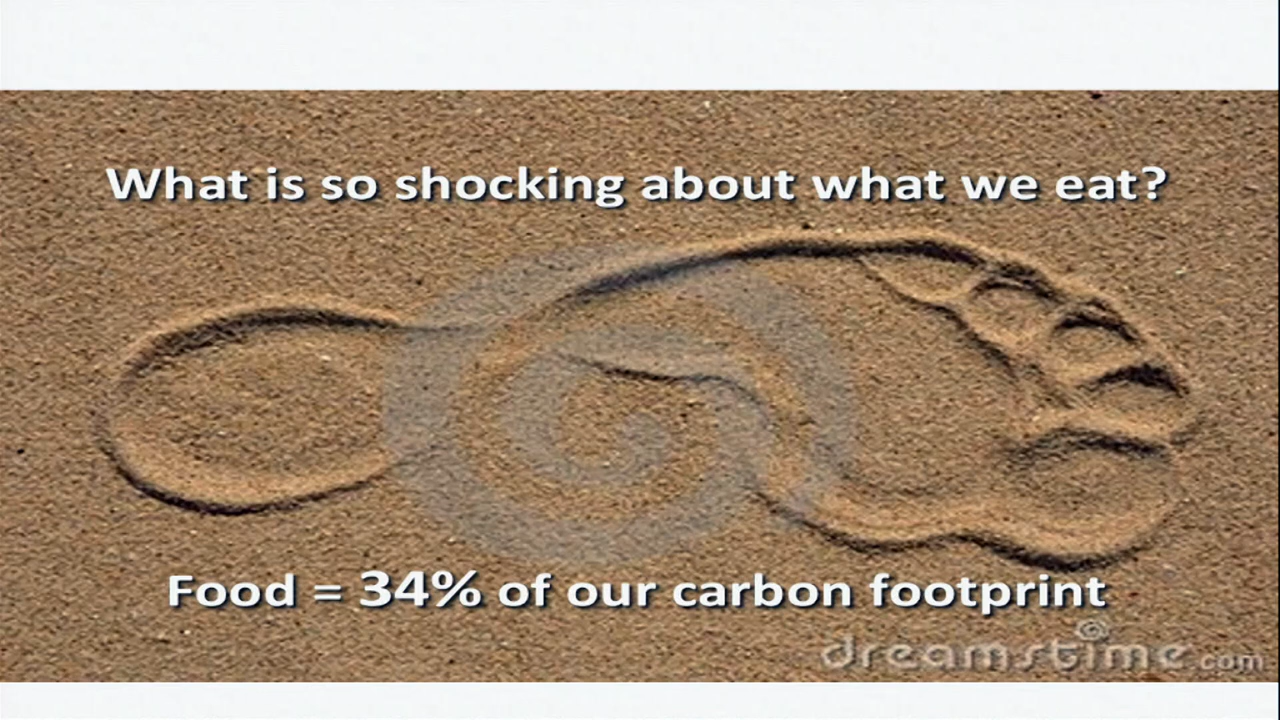 What is so shocking about what we eat?
Food = 34% of our carbon footprint
dreamstime.com